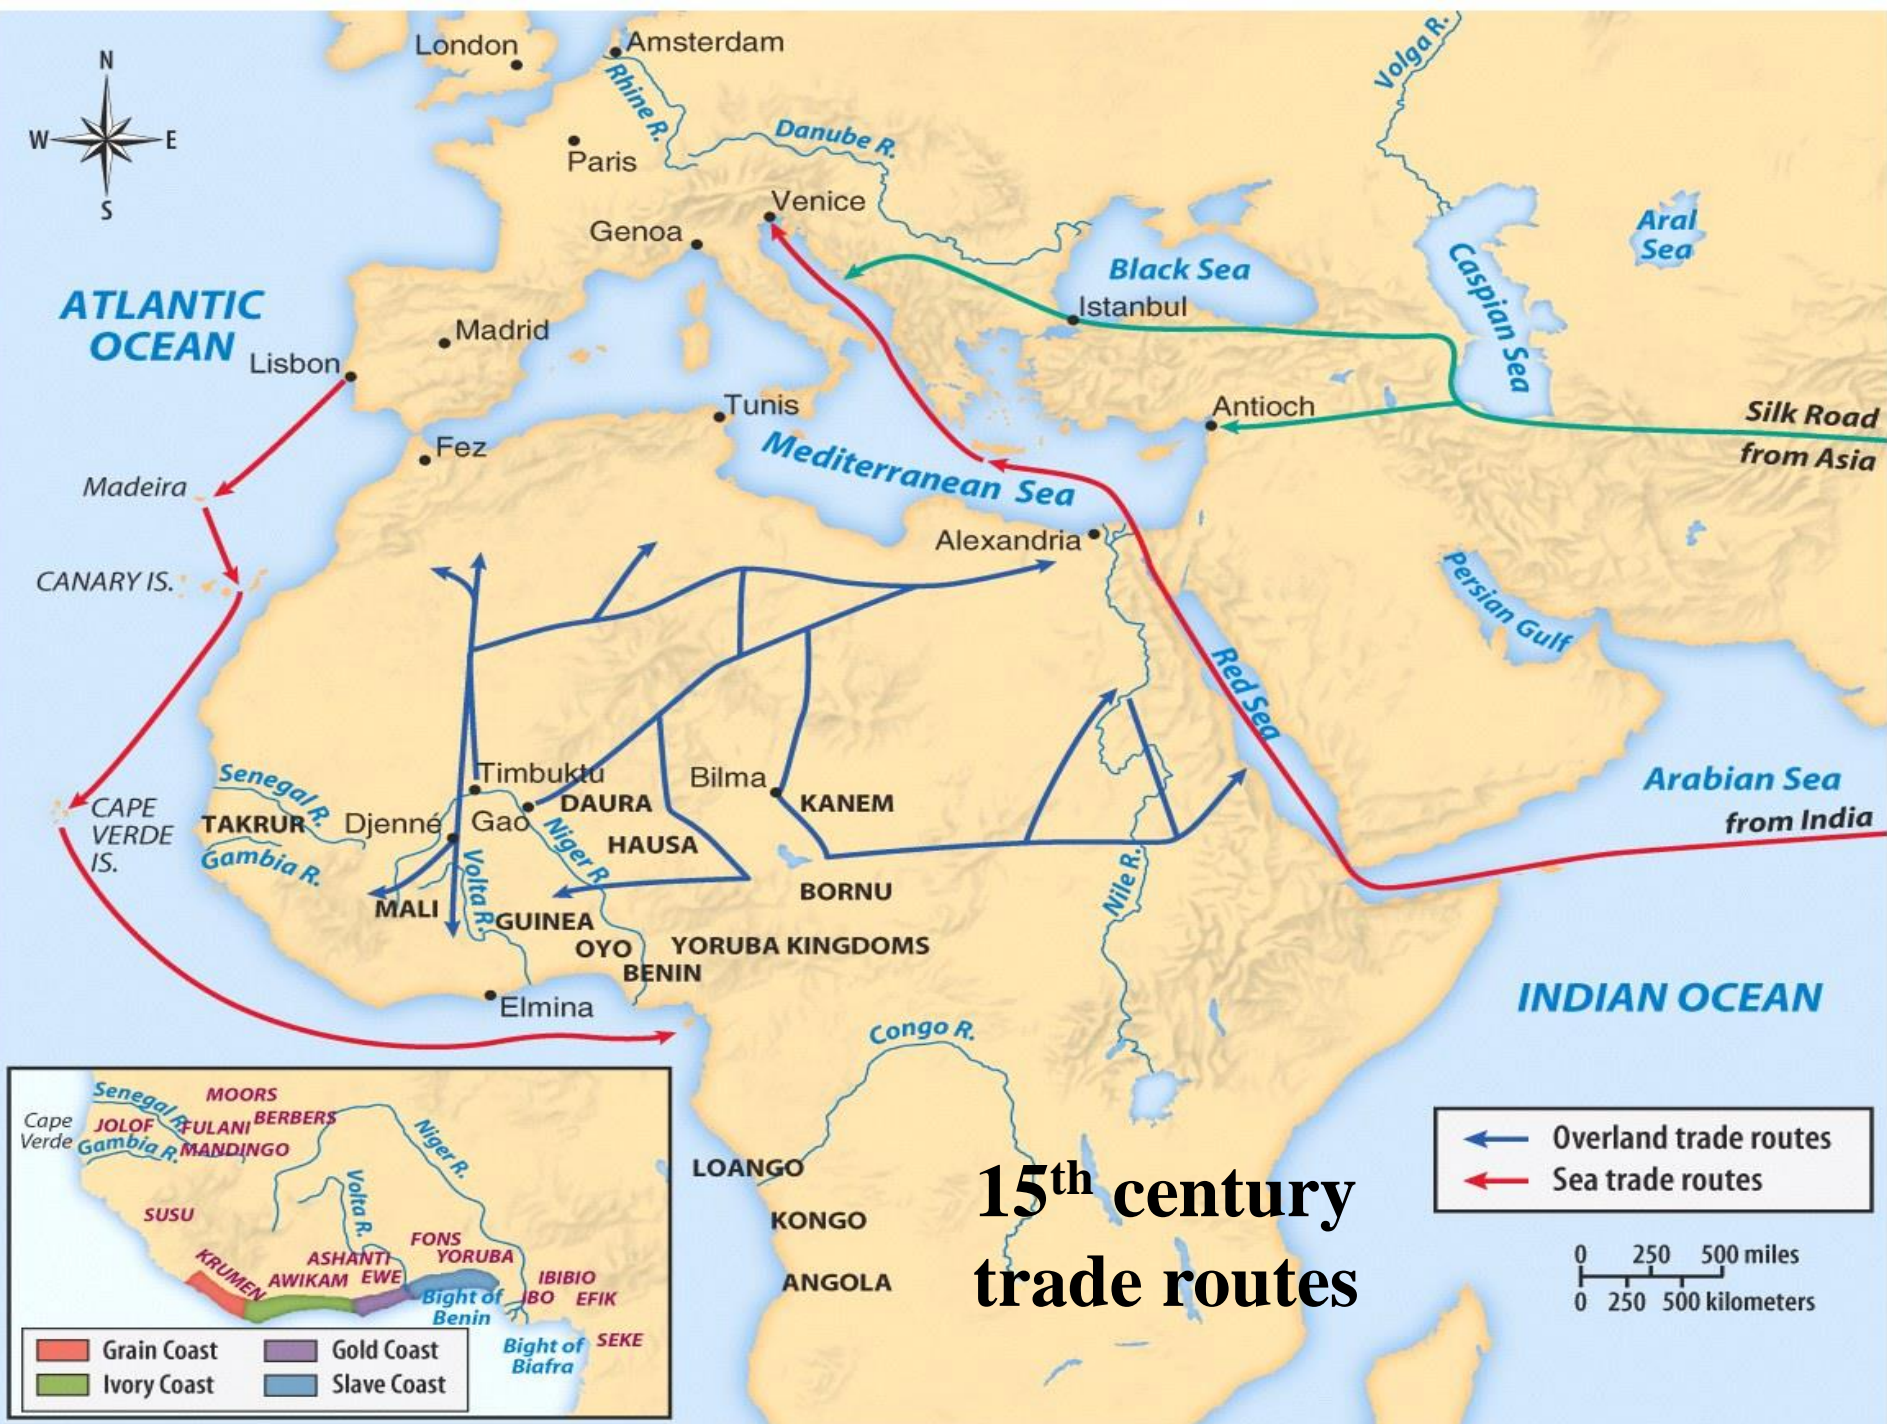 London
Amsterdam
N
W
E
S
Rhine R.
Volga R.
Paris
Danube R.
Venice
Genoa
Aral
Sea
Black Sea
Caspian Sea
ATLANTIC
OCEAN
Istanbul
Madrid
Lisbon
Tunis
Antioch
Silk Road
from Asia
Fez
Mediterranean Sea
Madeira
Alexandria
CANARY IS.
Persian Gulf
Red Sea
Senegal R.
Timbuktu
Bilma
Arabian Sea
from India
CAPE
VERDE
IS.
TAKRUR
Djenné
Gao
DAURA
KANEM
Niger R.
HAUSA
Gambia R.
Volta R.
Nile R.
MALI
BORNU
GUINEA
OYO
YORUBA KINGDOMS
BENIN
Elmina
INDIAN OCEAN
Congo R.
LOANGO
KONGO
ANGOLA
15th century
trade routes
Overland trade routes
Sea trade routes
0 250 500 miles
0 250 500 kilometers
Cape
Verde
Senegal R.
MOORS
BERBERS
JOLOF
FULANI
Gambia R.
MANDINGO
Niger R.
Volta R.
SUSU
FONS
YORUBA
ASHANTI
KRUMEN
AWIKAM
EWE
IBIBIO
IBO
EFIK
Bight of
Benin
SEKE
Bight of
Biafra
Grain Coast
Gold Coast
Ivory Coast
Slave Coast